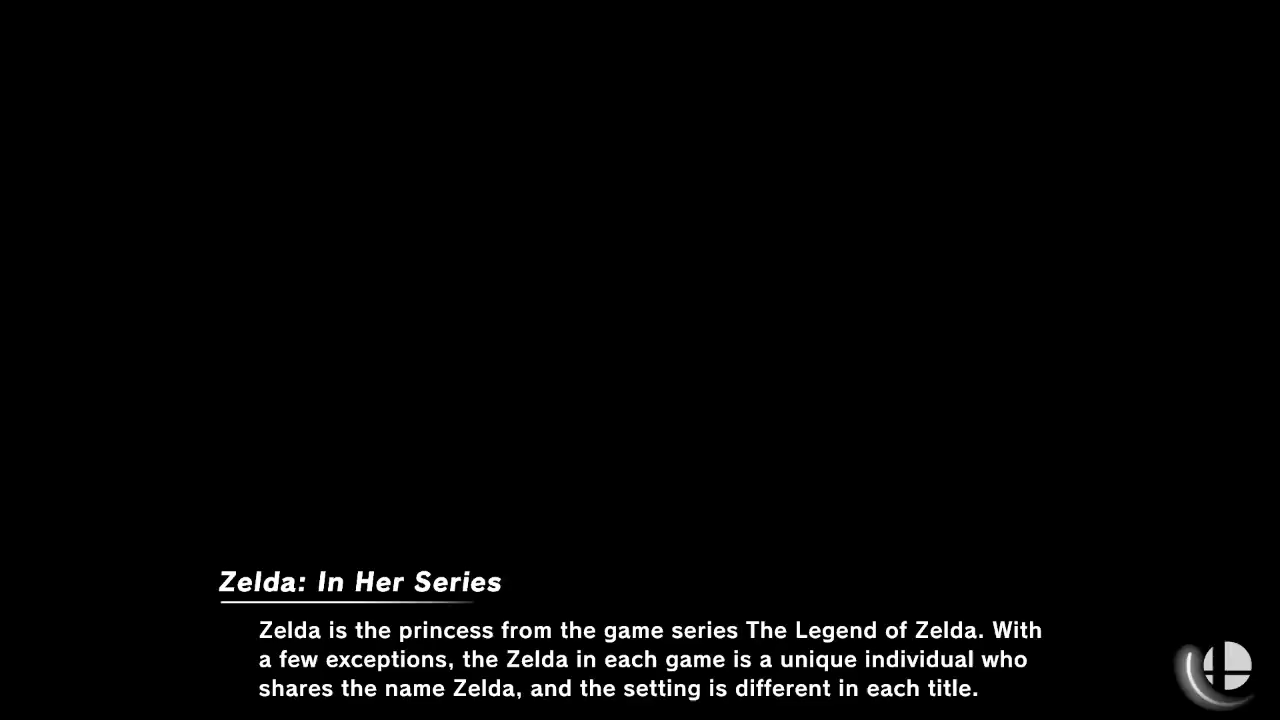 Zelda: In Her Series
Zelda is the princess from the game series The Legend of Zelda. With
a few exceptions, the Zelda in each game is a unique individual who
shares the name Zelda, and the setting is different in each title.